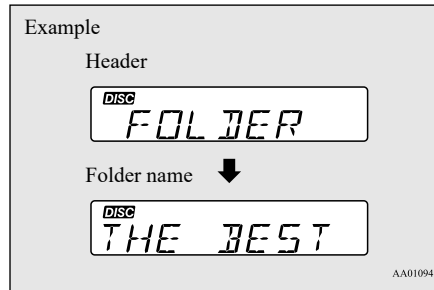 Example
Header
DISC
FOLDER
Folder name
DISC
THE BEST
AA01094